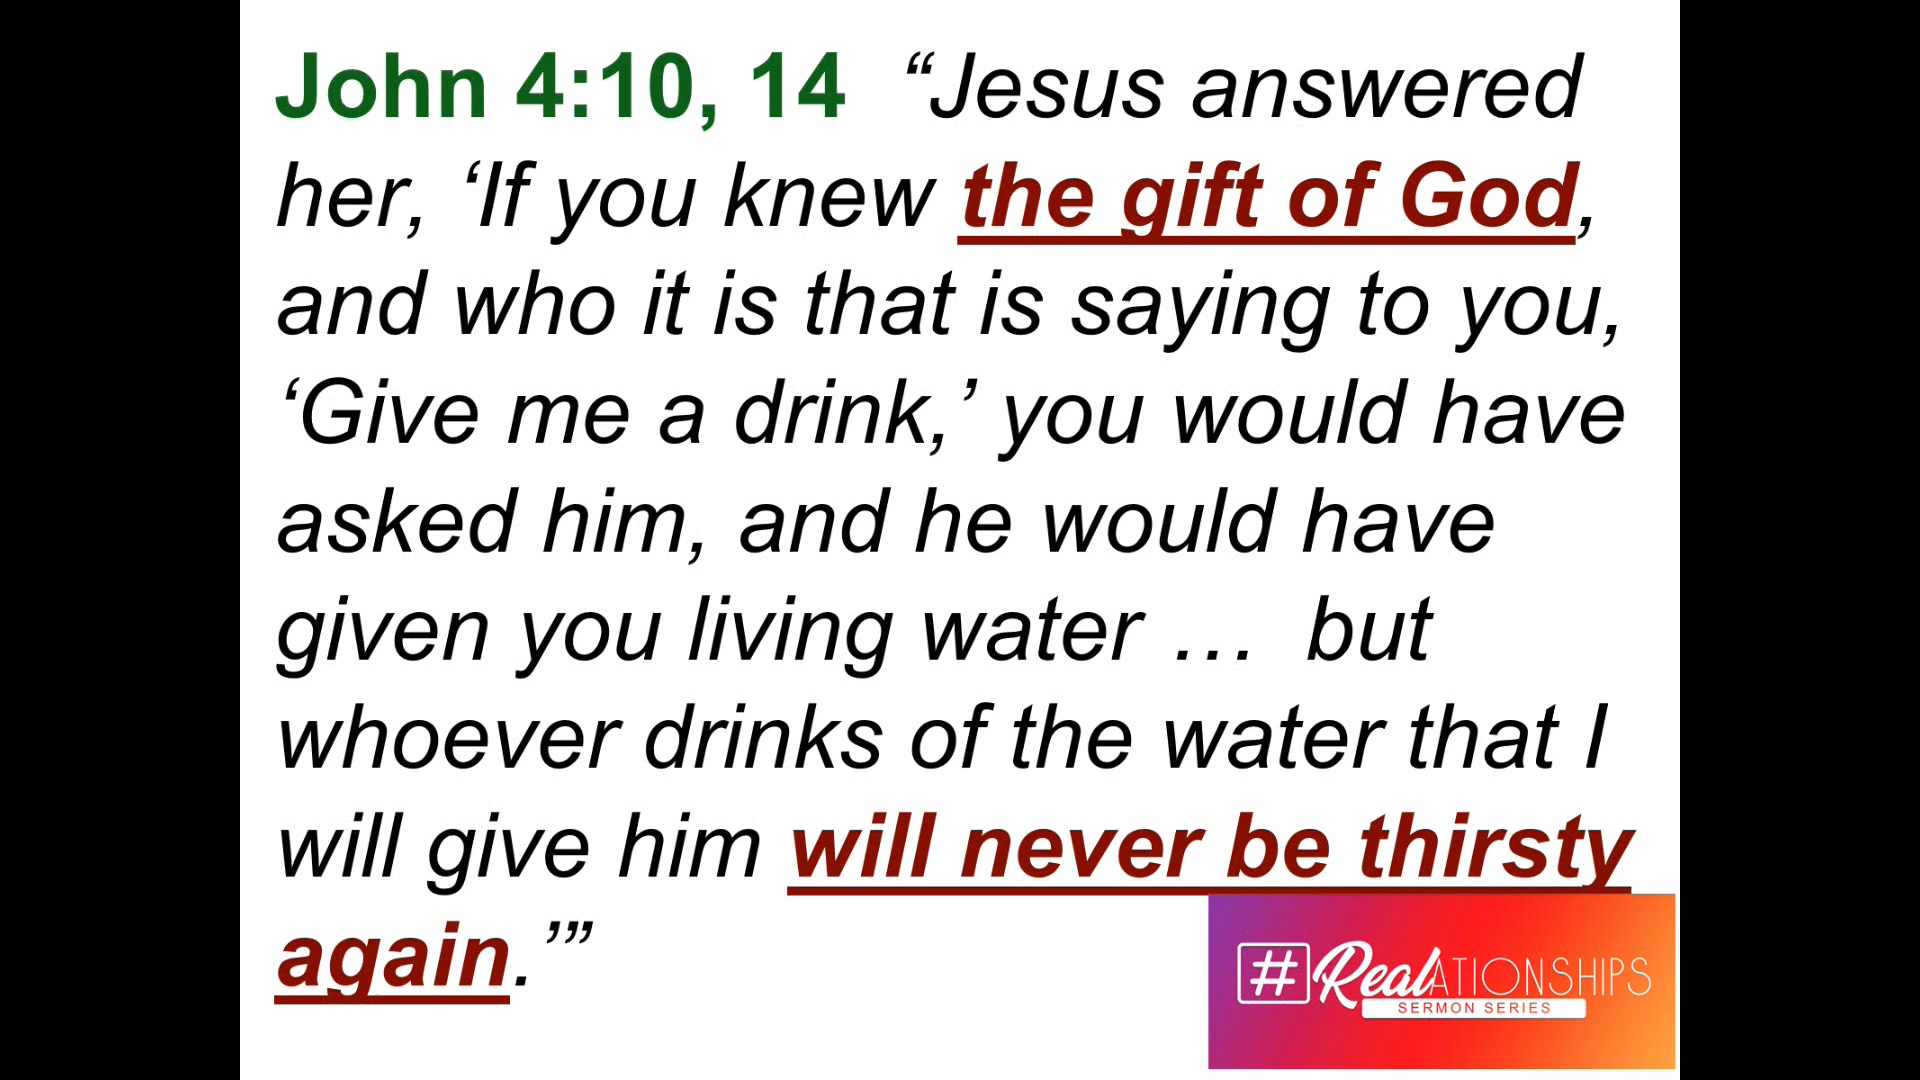 John 4:10, 14 “Jesus answered
her, ‘If you knew the gift of God,
and who it is that is saying to you,
‘Give me a drink,’ you would have
asked him, and he would have
given you living water … but
whoever drinks of the water that I
will give him will never be thirsty
again.’”
#RealATIONSHIPS
SERMON SERIES